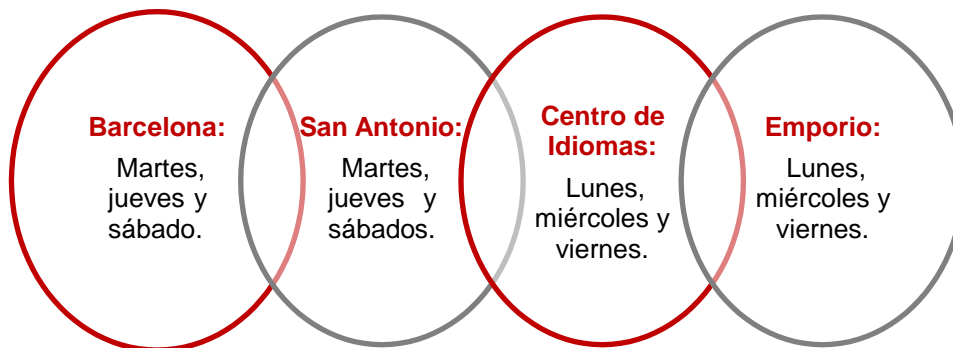 Barcelona:
Martes,
jueves y
sábado.
San Antonio:
Martes,
jueves y
sábados.
Centro de
Idiomas:
Lunes,
miércoles y
viernes.
Emporio:
Lunes,
miércoles y
viernes.